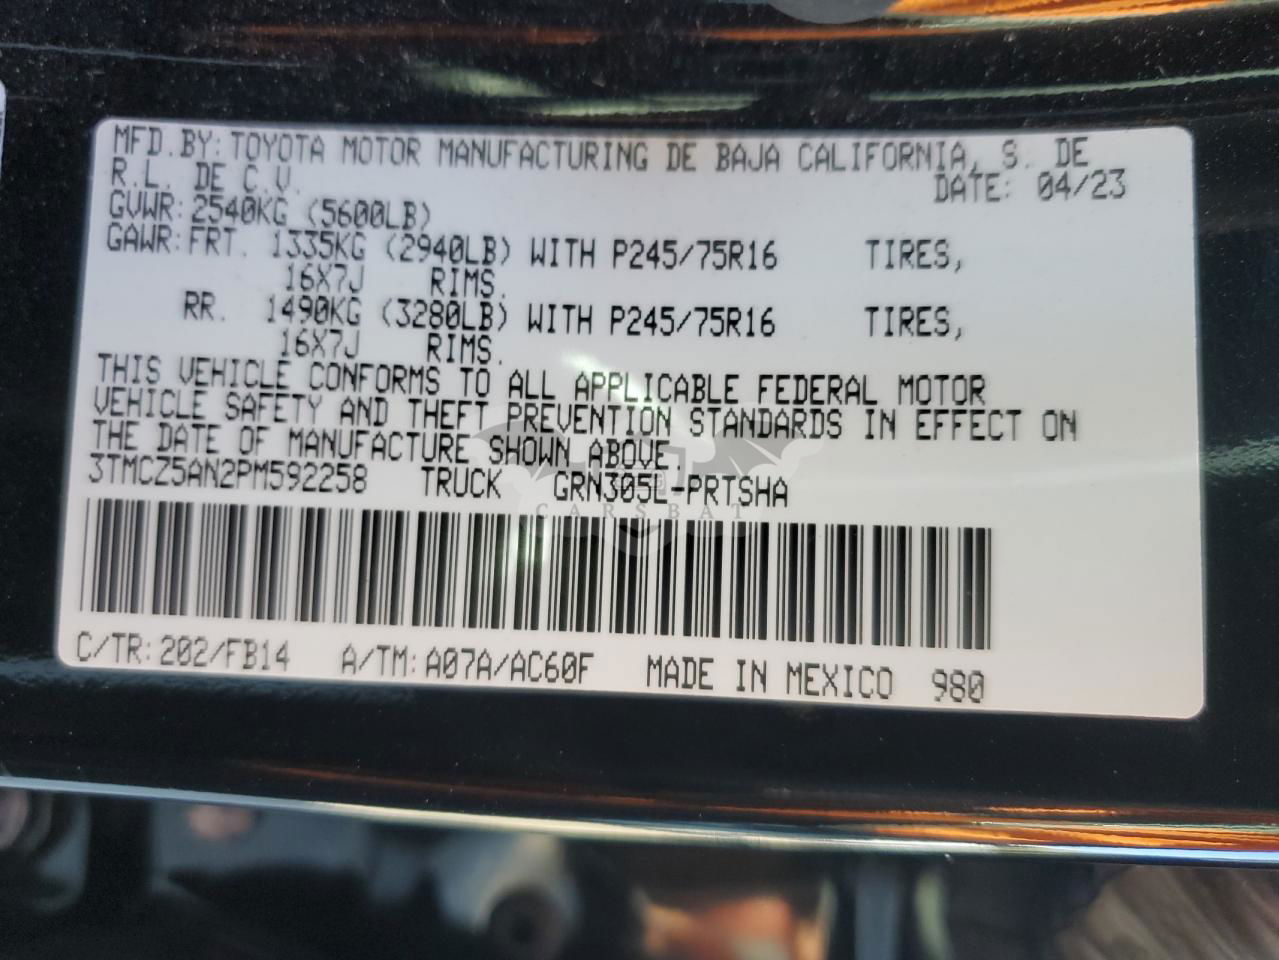 MFD.BY: TOYOTA MOTOR MANUFACTURING DE BAJA CALIFORNIA, S. DE
R.L. DE C.V. DATE: 04/23
GVWR: 2540KG (5600LB)
GAWR: FRT. 1335KG (2940LB) WITH P245/75R16 TIRES,
16X7J RIMS.
RR. 1490KG (3280LB) WITH P245/75R16 TIRES,
16X7J RIMS.
THIS VEHICLE CONFORMS TO ALL APPLICABLE FEDERAL MOTOR
VEHICLE SAFETY AND THEFT PREVENTION STANDARDS IN EFFECT ON
THE DATE OF MANUFACTURE SHOWN ABOVE.
3TMCZ5AN2PM592258 TRUCK GRN305L-PRTSHA
CARSBAT
C/TR: 202/FB14 A/TM: A07A/AC60F MADE IN MEXICO 980